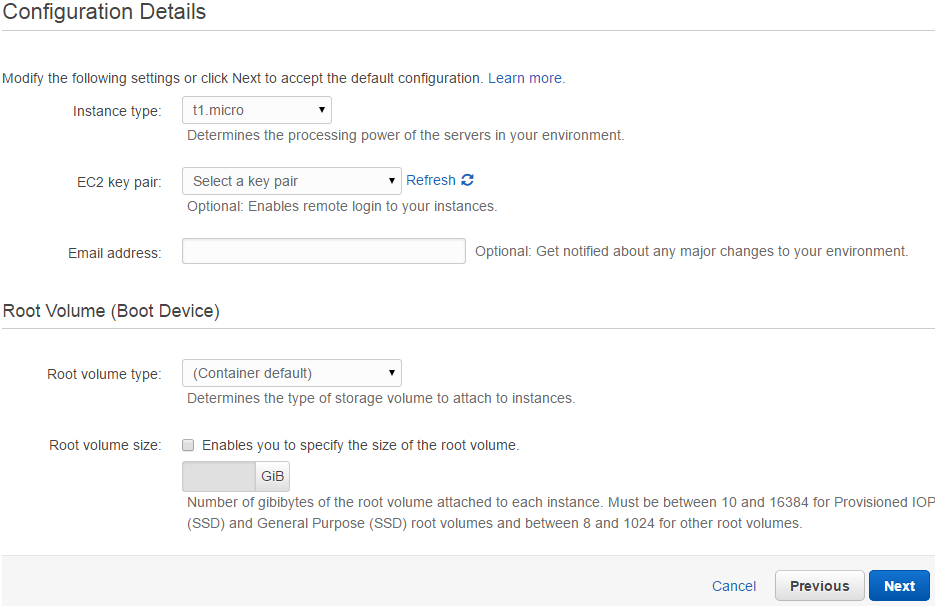 Configuration Details
Modify the following settings or click Next to accept the default configuration. Learn more.
Instance type: t1.micro
Determines the processing power of the servers in your environment.
EC2 key pair: Select a key pair Refresh
Optional: Enables remote login to your instances.
Email address: Optional: Get notified about any major changes to your environment.
Root Volume (Boot Device)
Root volume type: (Container default)
Determines the type of storage volume to attach to instances.
Root volume size: Enables you to specify the size of the root volume.
GiB
Number of gibibytes of the root volume attached to each instance. Must be between 10 and 16384 for Provisioned IOP
(SSD) and General Purpose (SSD) root volumes and between 8 and 1024 for other root volumes.
Cancel Previous Next